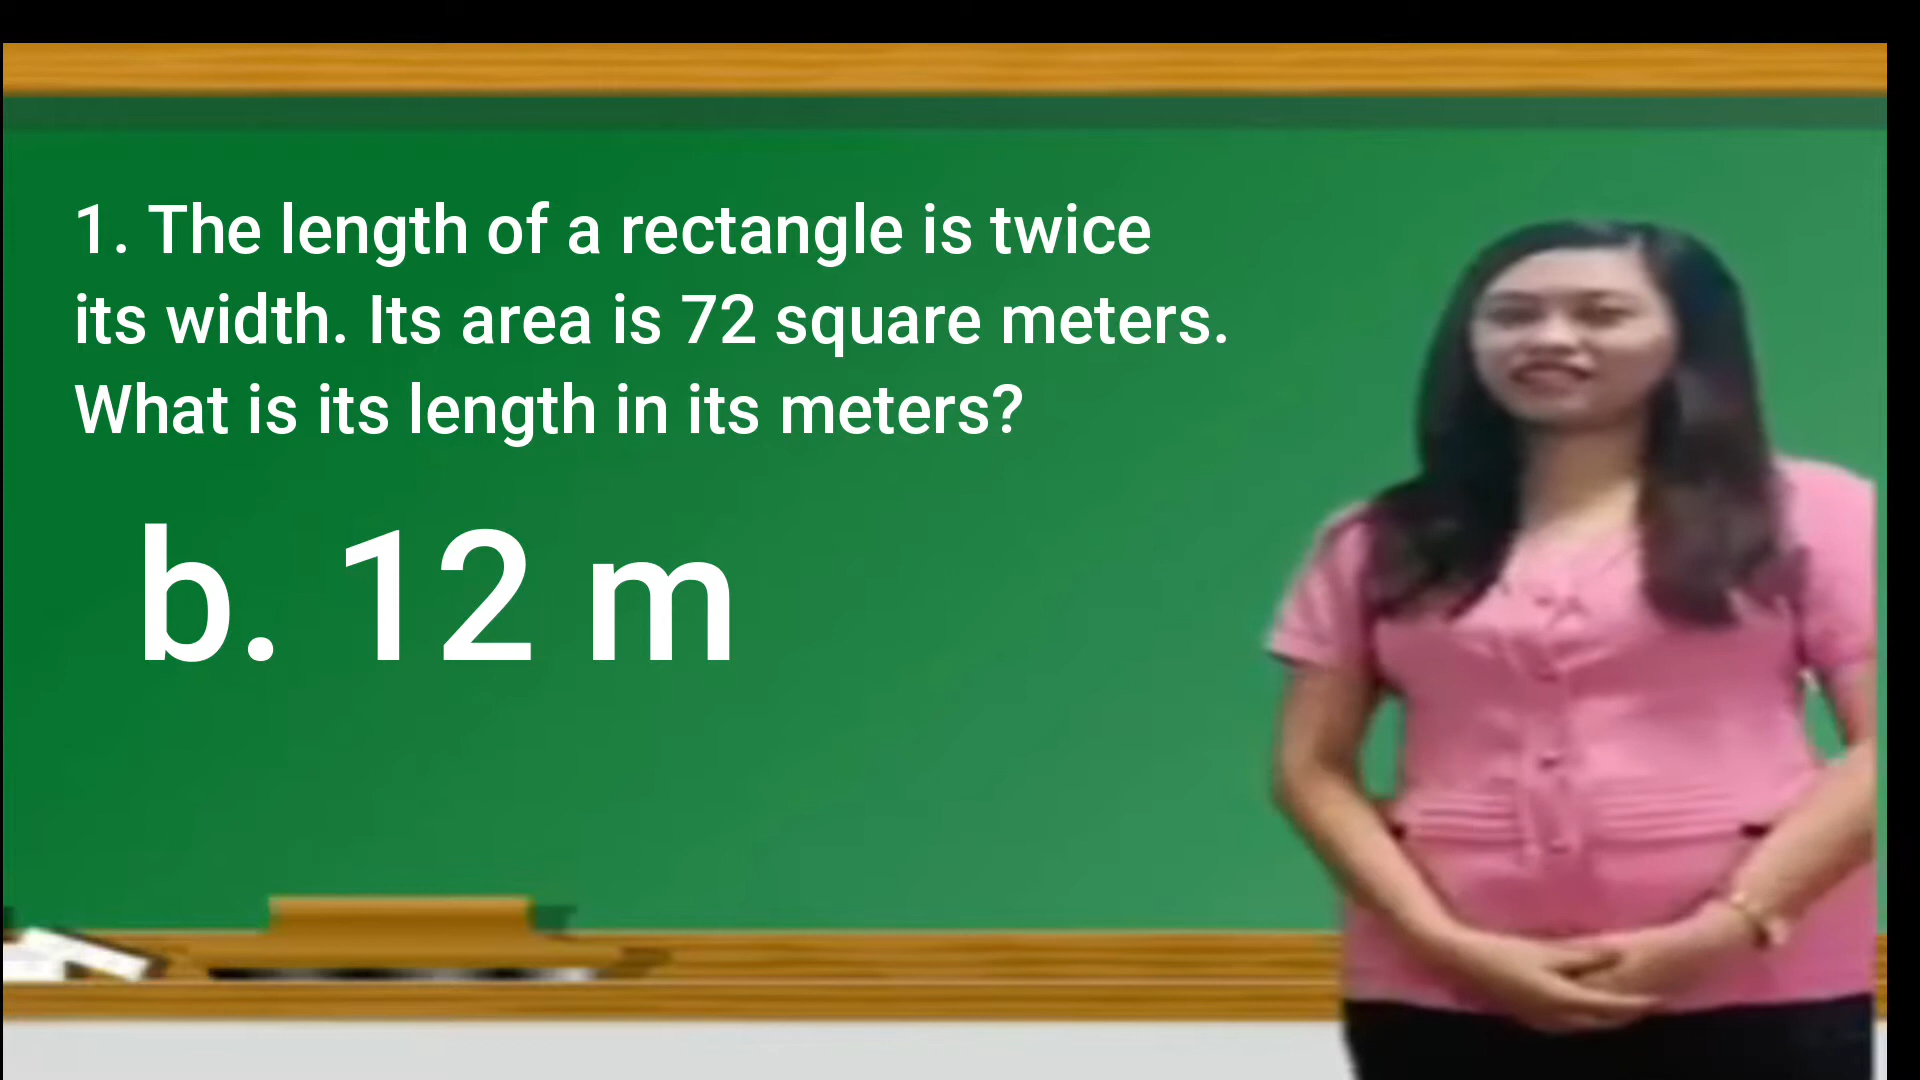 1. The length of a rectangle is twice
its width. Its area is 72 square meters.
What is its length in its meters?
b. 12 m